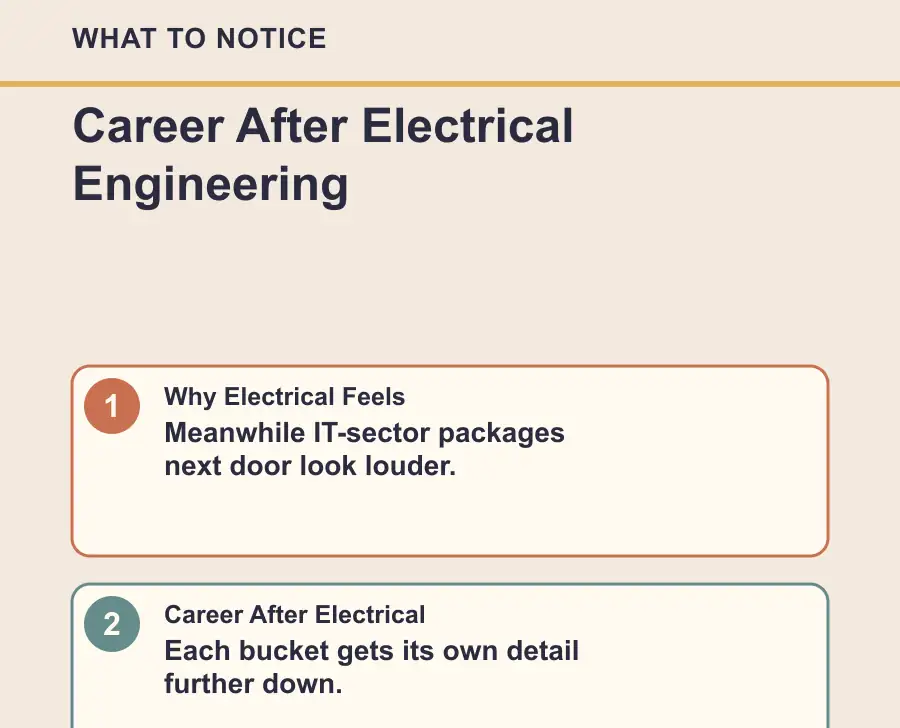 WHAT TO NOTICE
Career After Electrical
Engineering
1
Why Electrical Feels
Meanwhile IT-sector packages
next door look louder.
2
Career After Electrical
Each bucket gets its own detail
further down.